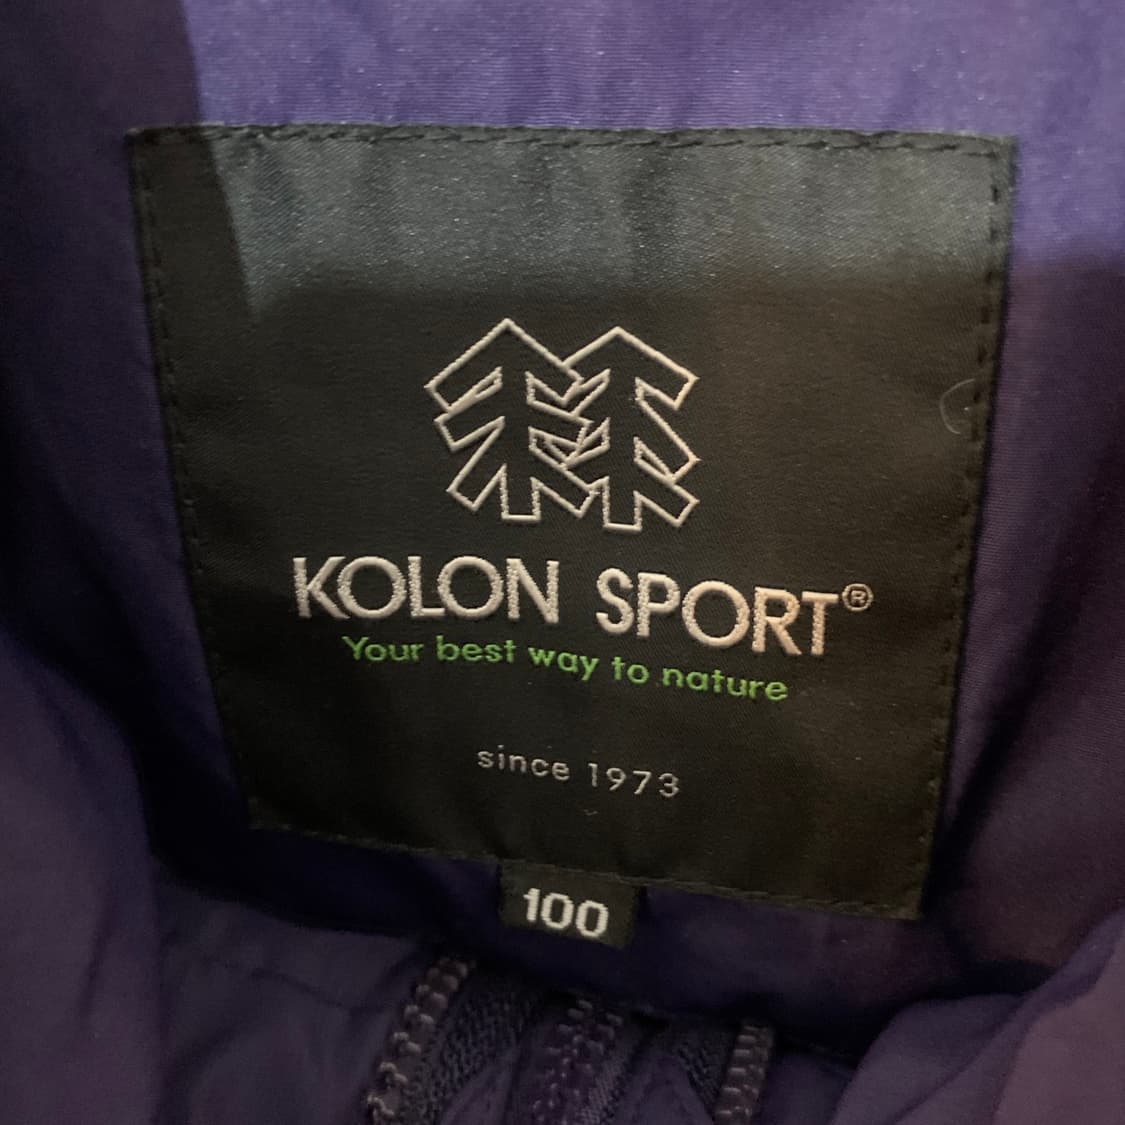 KOLON SPORT®
Your best way to nature
since 1973
100